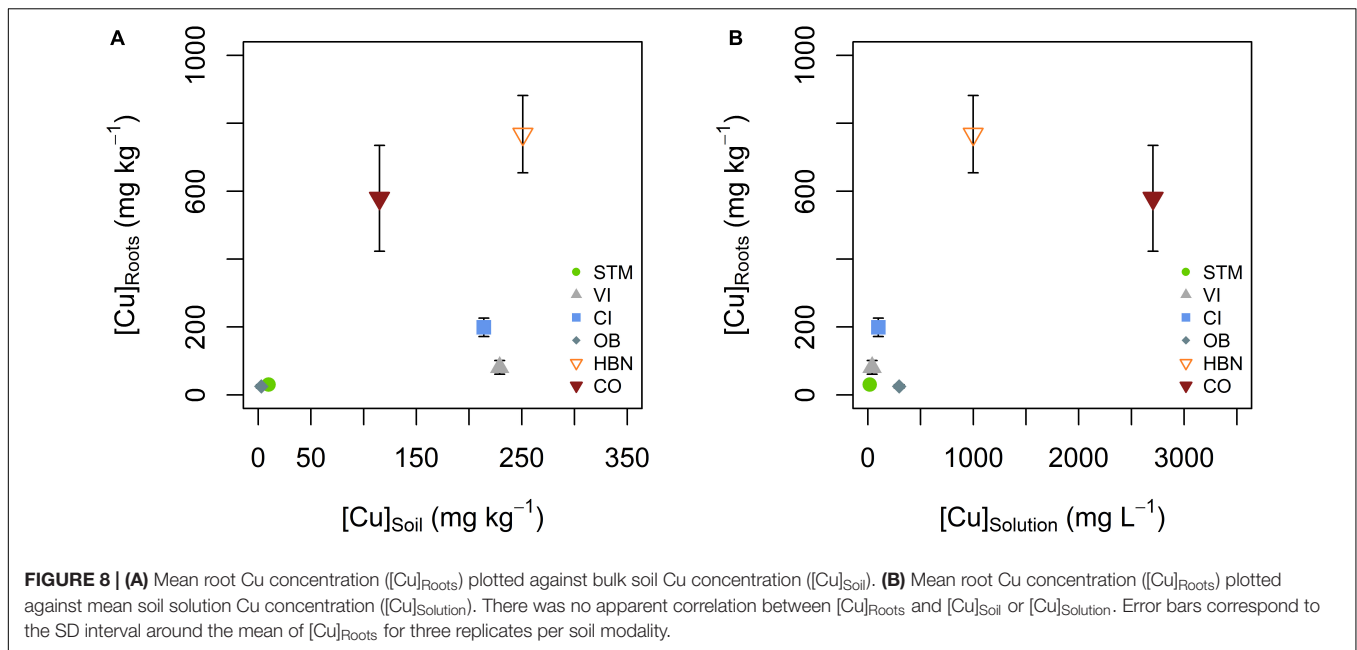 A
1000
600
200
0
[Cu]Roots (mg kg−1)
0 50 150 250 350
[Cu]Soil (mg kg−1)
STM
VI
CI
OB
HBN
CO
B
1000
600
200
0
[Cu]Roots (mg kg−1)
0 1000 2000 3000
[Cu]Solution (mg L−1)
STM
VI
CI
OB
HBN
CO
FIGURE 8 | (A) Mean root Cu concentration ([Cu]Roots) plotted against bulk soil Cu concentration ([Cu]Soil). (B) Mean root Cu concentration ([Cu]Roots) plotted
against mean soil solution Cu concentration ([Cu]Solution). There was no apparent correlation between [Cu]Roots and [Cu]Soil or [Cu]Solution. Error bars correspond to
the SD interval around the mean of [Cu]Roots for three replicates per soil modality.